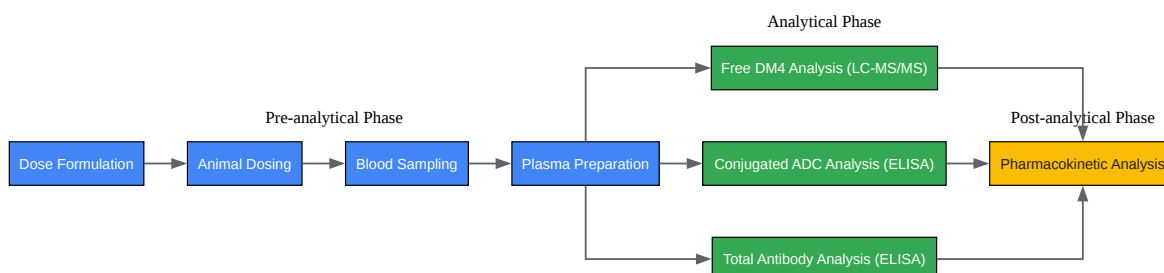 Analytical Phase
Free DM4 Analysis (LC-MS/MS)
Pre-analytical Phase
Post-analytical Phase
Dose Formulation
Animal Dosing
Blood Sampling
Plasma Preparation
Conjugated ADC Analysis (ELISA)
Pharmacokinetic Analysis
Total Antibody Analysis (ELISA)